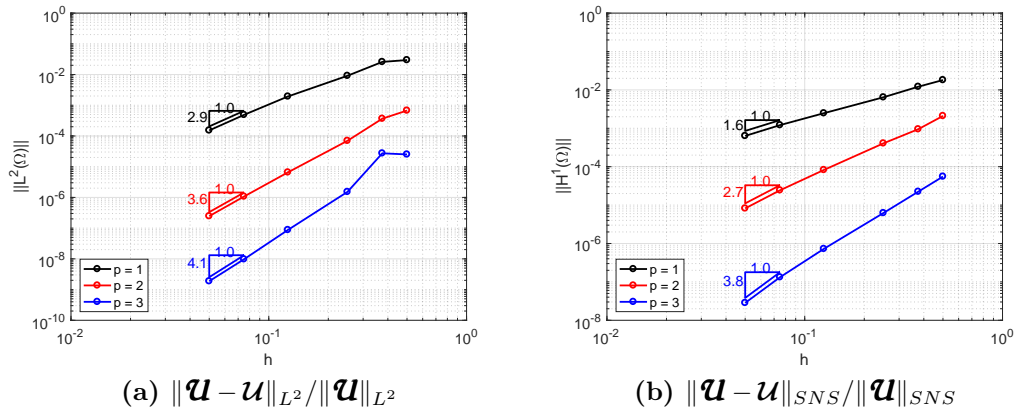 10^0
10^-2
10^-4
10^-6
10^-8
10^-10
||L^2(Ω)||
1.0
2.9
1.0
3.6
1.0
4.1
p = 1
p = 2
p = 3
10^-2
10^-1
10^0
h
(a) ‖𝓤 − 𝒰‖_{L^2}/‖𝓤‖_{L^2}
10^0
10^-2
10^-4
10^-6
10^-8
||H^1(Ω)||
1.0
1.6
1.0
2.7
1.0
3.8
p = 1
p = 2
p = 3
10^-2
10^-1
10^0
h
(b) ‖𝓤 − 𝒰‖_{SNS}/‖𝓤‖_{SNS}